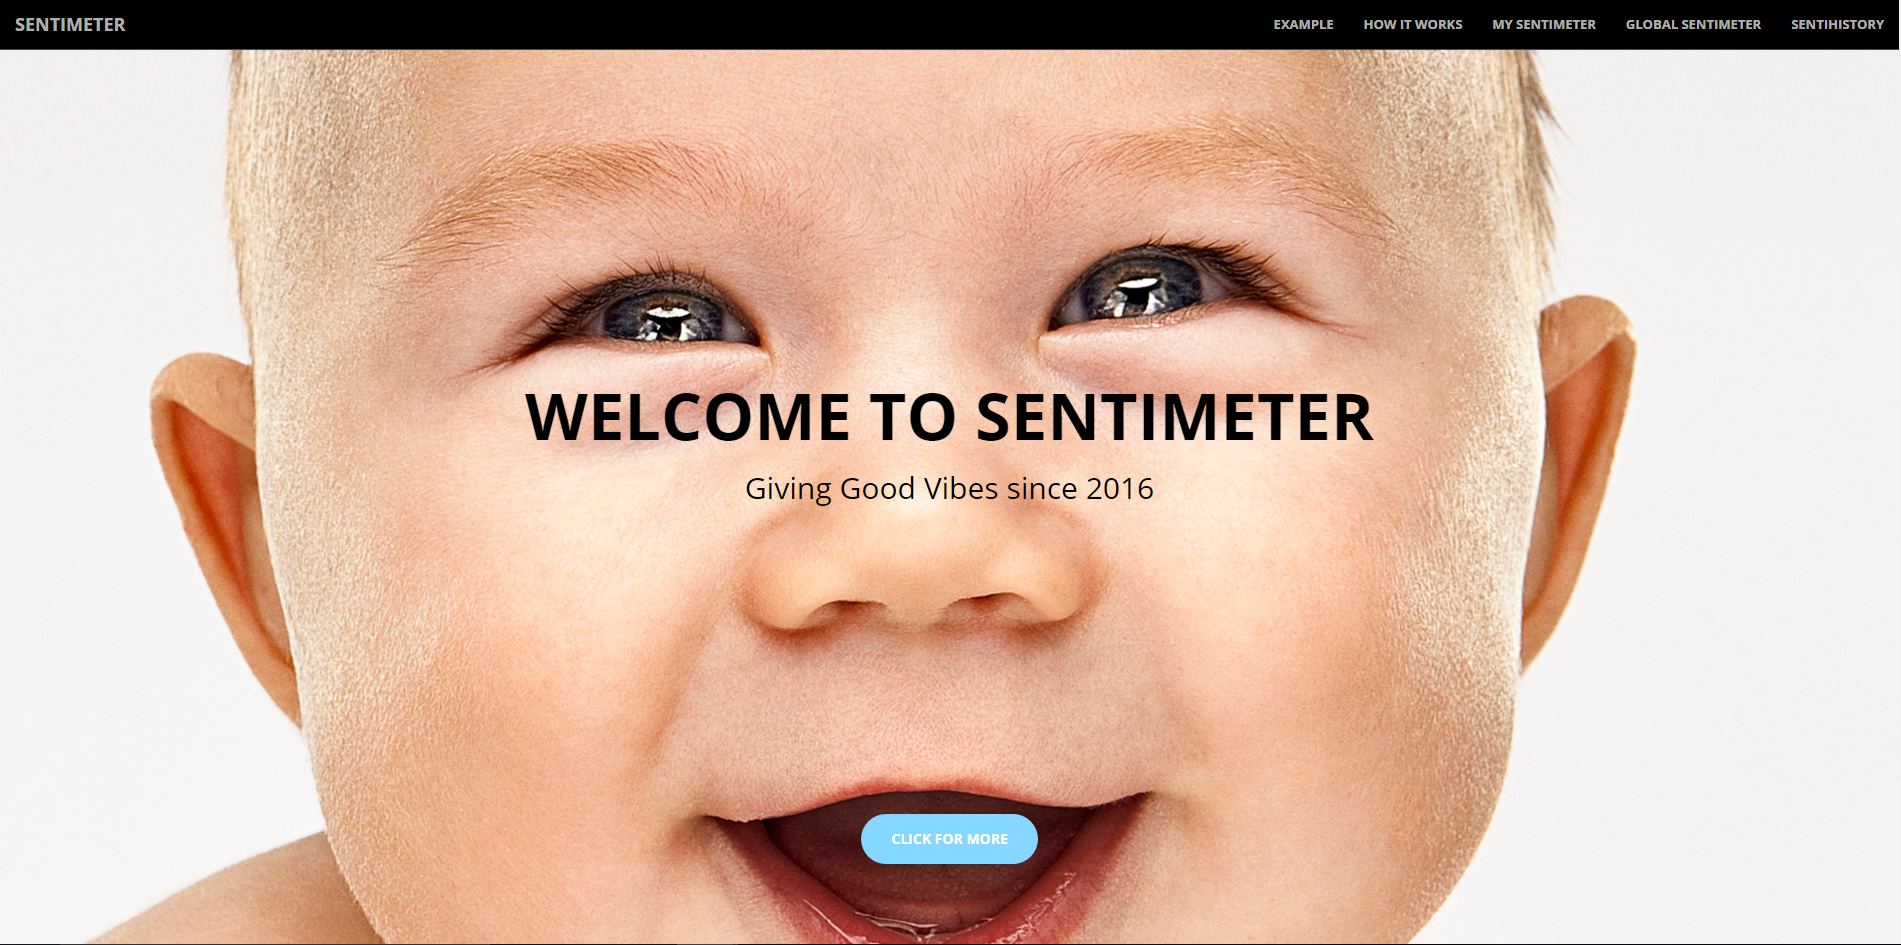 SENTIMETER
EXAMPLE HOW IT WORKS MY SENTIMETER GLOBAL SENTIMETER SENTIHISTORY
WELCOME TO SENTIMETER
Giving Good Vibes since 2016
CLICK FOR MORE